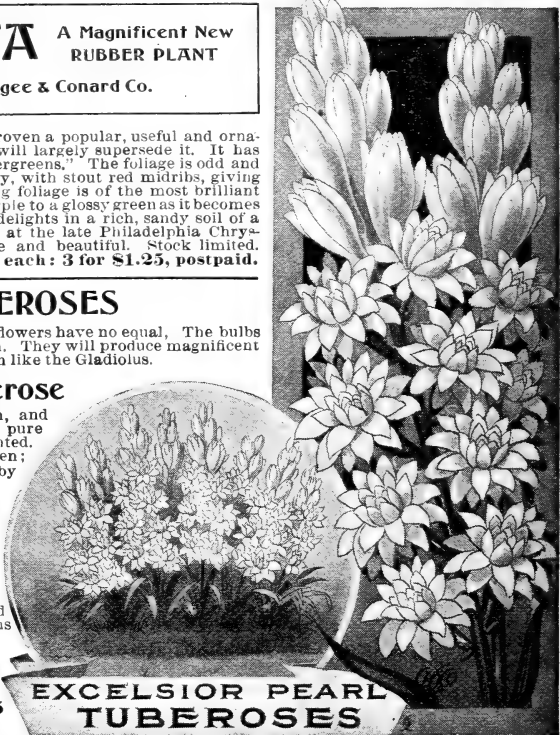 A Magnificent New
RUBBER PLANT
gee & Conard Co.
roven a popular, useful and orna-
will largely supersede it. It has
ergreens." The foliage is odd and
y, with stout red midribs, giving
g foliage is of the most brilliant
ple to a glossy green as it becomes
delights in a rich, sandy soil of a
at the late Philadelphia Chrys-
e and beautiful. Stock limited.
each: 3 for $1.25, postpaid.
EROSES
lowers have no equal, The bulbs
. They will produce magnificent
n like the Gladiolus.
erose
n, and
pure
nted.
en;
by
EXCELSIOR PEARL
TUBEROSES